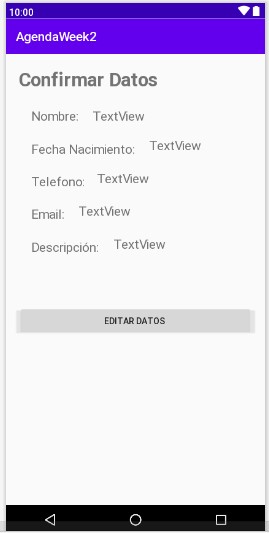 10:00
AgendaWeek2
Confirmar Datos
Nombre: TextView
Fecha Nacimiento: TextView
Telefono: TextView
Email: TextView
Descripción: TextView
EDITAR DATOS